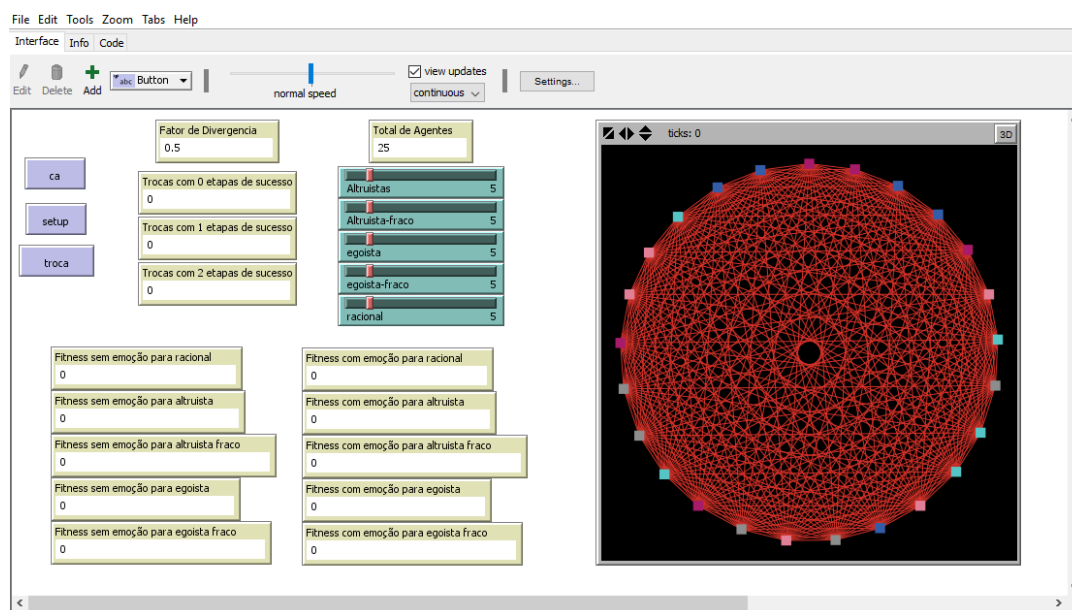 File Edit Tools Zoom Tabs Help
Interface Info Code
Edit Delete Add abc Button normal speed view updates continuous Settings...
Fator de Divergencia
0.5
Total de Agentes
25
ticks: 0
3D
ca
setup
troca
Trocas com 0 etapas de sucesso
0
Trocas com 1 etapas de sucesso
0
Trocas com 2 etapas de sucesso
0
Altruistas 5
Altruista-fraco 5
egoista 5
egoista-fraco 5
racional 5
Fitness sem emoção para racional
0
Fitness sem emoção para altruista
0
Fitness sem emoção para altruista fraco
0
Fitness sem emoção para egoista
0
Fitness sem emoção para egoista fraco
0
Fitness com emoção para racional
0
Fitness com emoção para altruista
0
Fitness com emoção para altruista fraco
0
Fitness com emoção para egoista
0
Fitness com emoção para egoista fraco
0